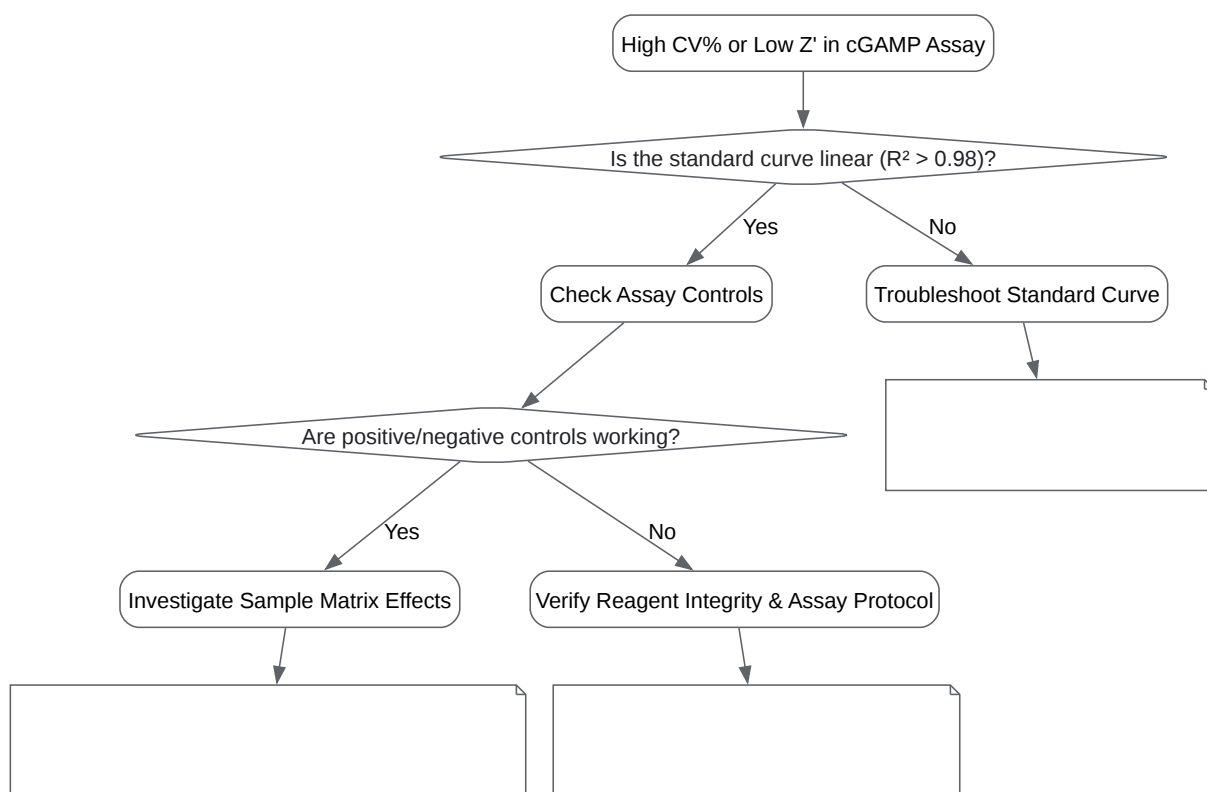 High CV% or Low Z' in cGAMP Assay
Is the standard curve linear (R² > 0.98)?
Yes
No
Check Assay Controls
Troubleshoot Standard Curve
Are positive/negative controls working?
Yes
No
Investigate Sample Matrix Effects
Verify Reagent Integrity & Assay Protocol